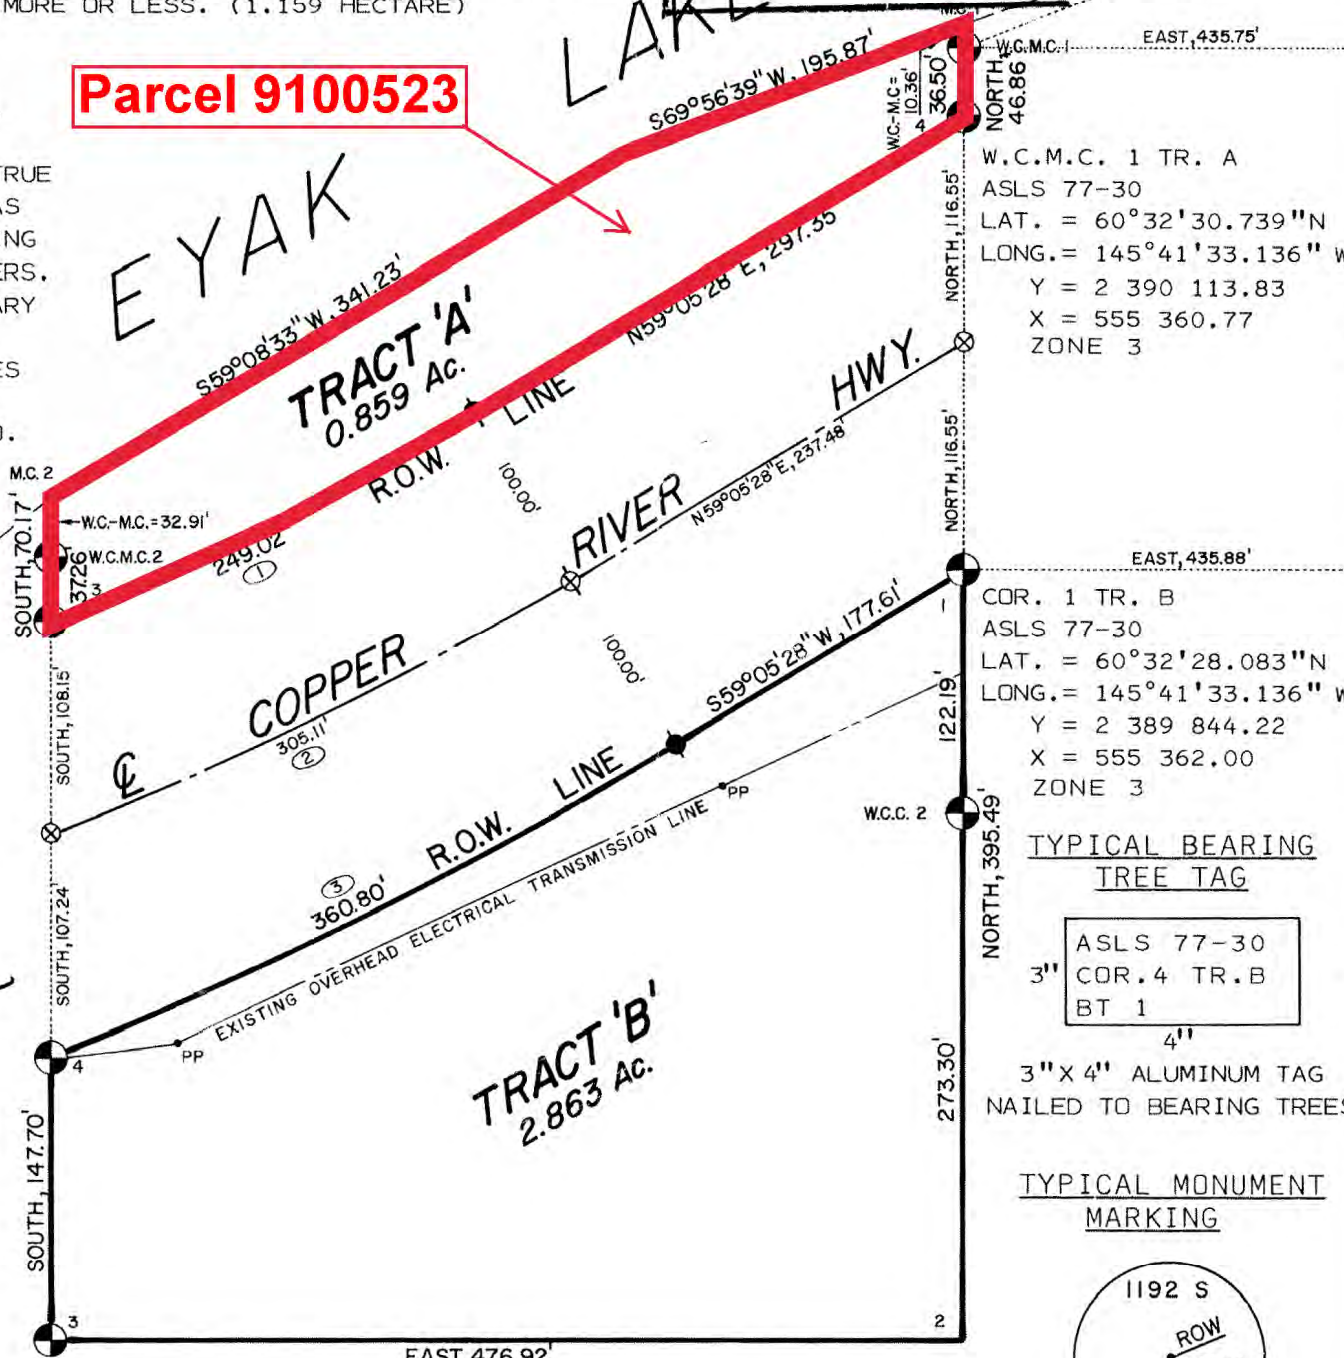 MORE OR LESS. (1.159 HECTARE)
LAKE
M.C. 1
W.C.M.C. 1
EAST, 435.75'
Parcel 9100523
S69°56'39" W, 195.87'
W.C.-M.C.=
10.36'
36.50'
4
NORTH,
46.86'
TRUE
AS
ING
ERS.
ARY
ES
EYAK
W.C.M.C. 1 TR. A
ASLS 77-30
LAT. = 60°32'30.739"N
LONG.= 145°41'33.136" W
Y = 2 390 113.83
X = 555 360.77
ZONE 3
NORTH, 116.55'
S59°08'33" W, 341.23'
N59°05'28" E, 297.35'
TRACT 'A'
0.859 Ac.
R.O.W. LINE
M.C. 2
W.C.-M.C.=32.91'
W.C.M.C. 2
SOUTH, 70.17'
37.26'
3
249.02'
1
100.00'
COPPER RIVER HWY.
N59°05'28" E, 237.48'
NORTH, 116.55'
EAST, 435.88'
COR. 1 TR. B
ASLS 77-30
LAT. = 60°32'28.083"N
LONG.= 145°41'33.136" W
Y = 2 389 844.22
X = 555 362.00
ZONE 3
1
SOUTH, 108.15'
℄
305.11'
2
100.00'
S59°05'28" W, 177.61'
122.19'
PP
W.C.C. 2
NORTH, 395.49'
R.O.W. LINE
3
360.80'
EXISTING OVERHEAD ELECTRICAL TRANSMISSION LINE
SOUTH, 107.24'
PP
4
TYPICAL BEARING
TREE TAG
ASLS 77-30
COR.4 TR.B
BT 1
3"
4"
3"X 4" ALUMINUM TAG
NAILED TO BEARING TREES
TRACT 'B'
2.863 Ac.
273.30'
SOUTH, 147.70'
TYPICAL MONUMENT
MARKING
1192 S
ROW
3
2
EAST, 476.92'